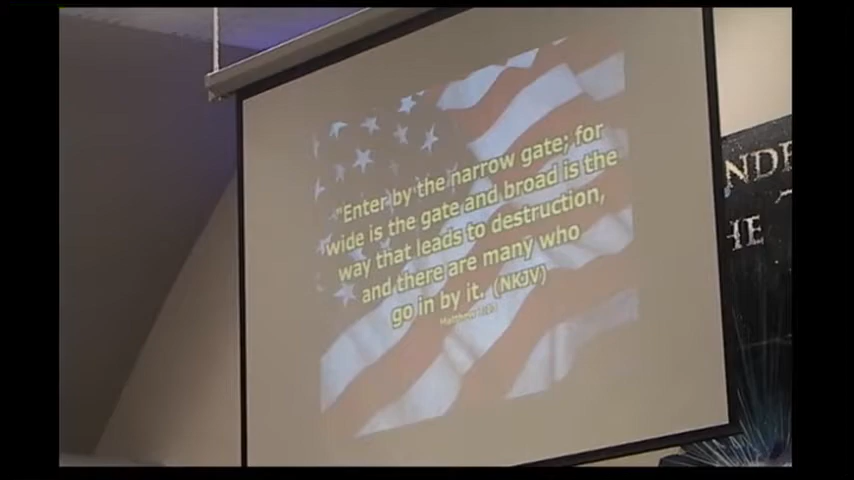 "Enter by the narrow gate; for
wide is the gate and broad is the
way that leads to destruction,
and there are many who
go in by it. (NKJV)
HE